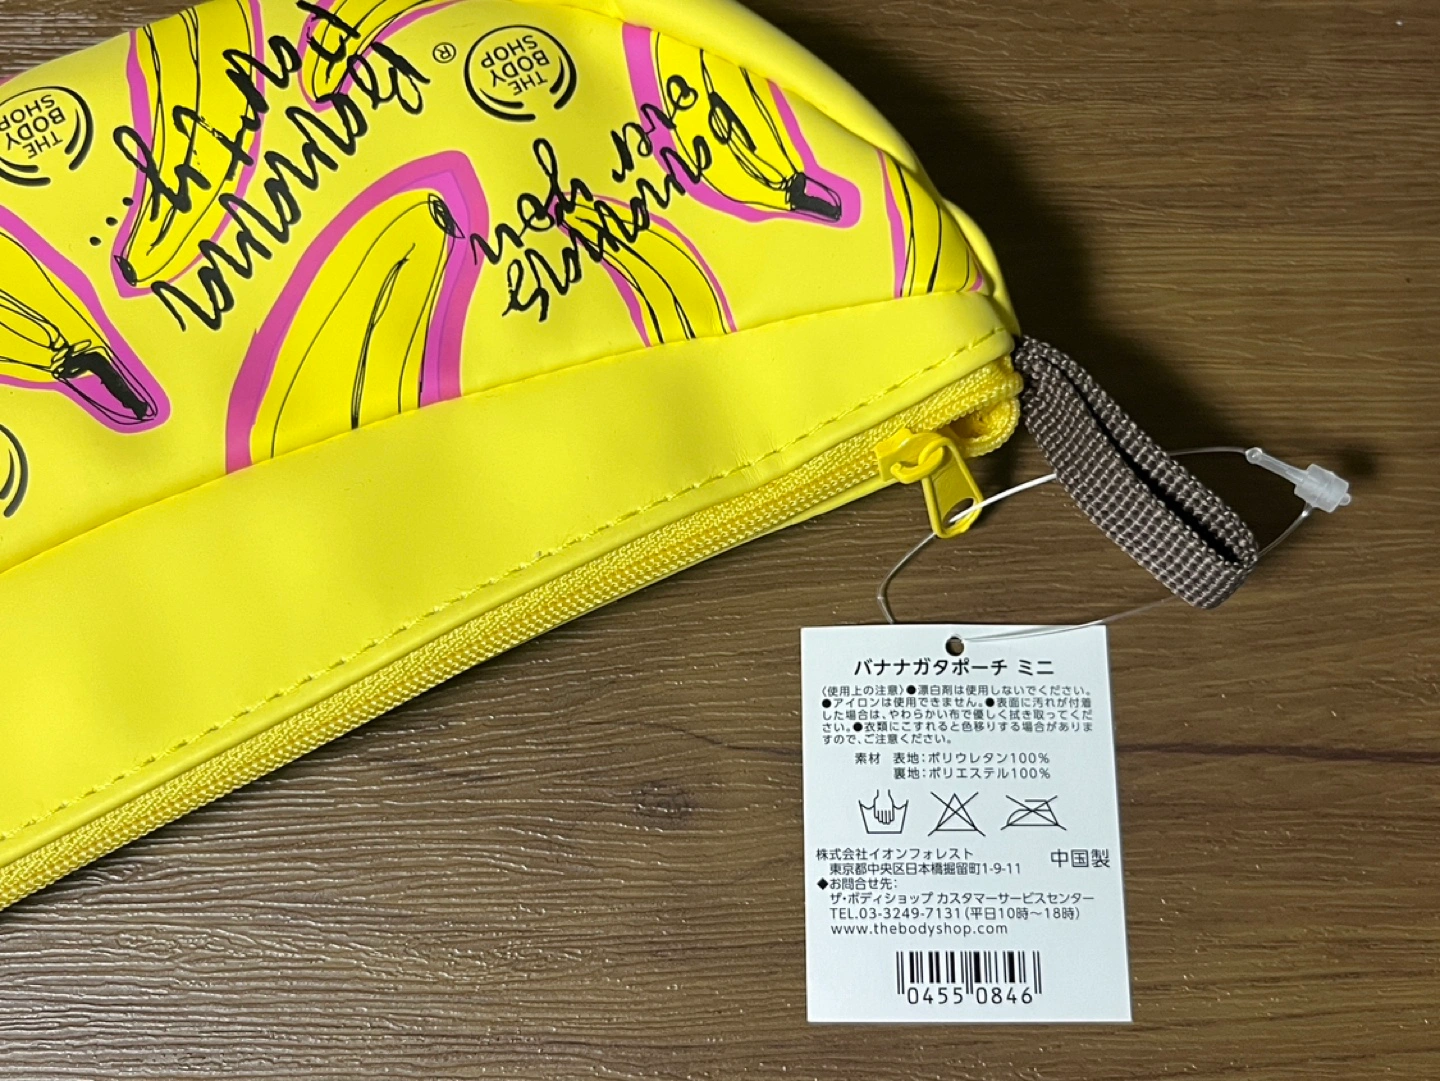 THE
BODY
SHOP
THE
BODY
SHOP
®
バナナガタポーチ ミニ
〈使用上の注意〉●漂白剤は使用しないでください。
●アイロンは使用できません。●表面に汚れが付着
した場合は、やわらかい布で優しく拭き取ってくだ
さい。●衣類にこすれると色移りする場合がありま
すので、ご注意ください。
素材 表地:ポリウレタン100%
裏地:ポリエステル100%
株式会社イオンフォレスト
中国製
東京都中央区日本橋掘留町1-9-11
◆お問合せ先:
ザ・ボディショップ カスタマーサービスセンター
TEL.03-3249-7131(平日10時〜18時)
www.thebodyshop.com
0455 0846